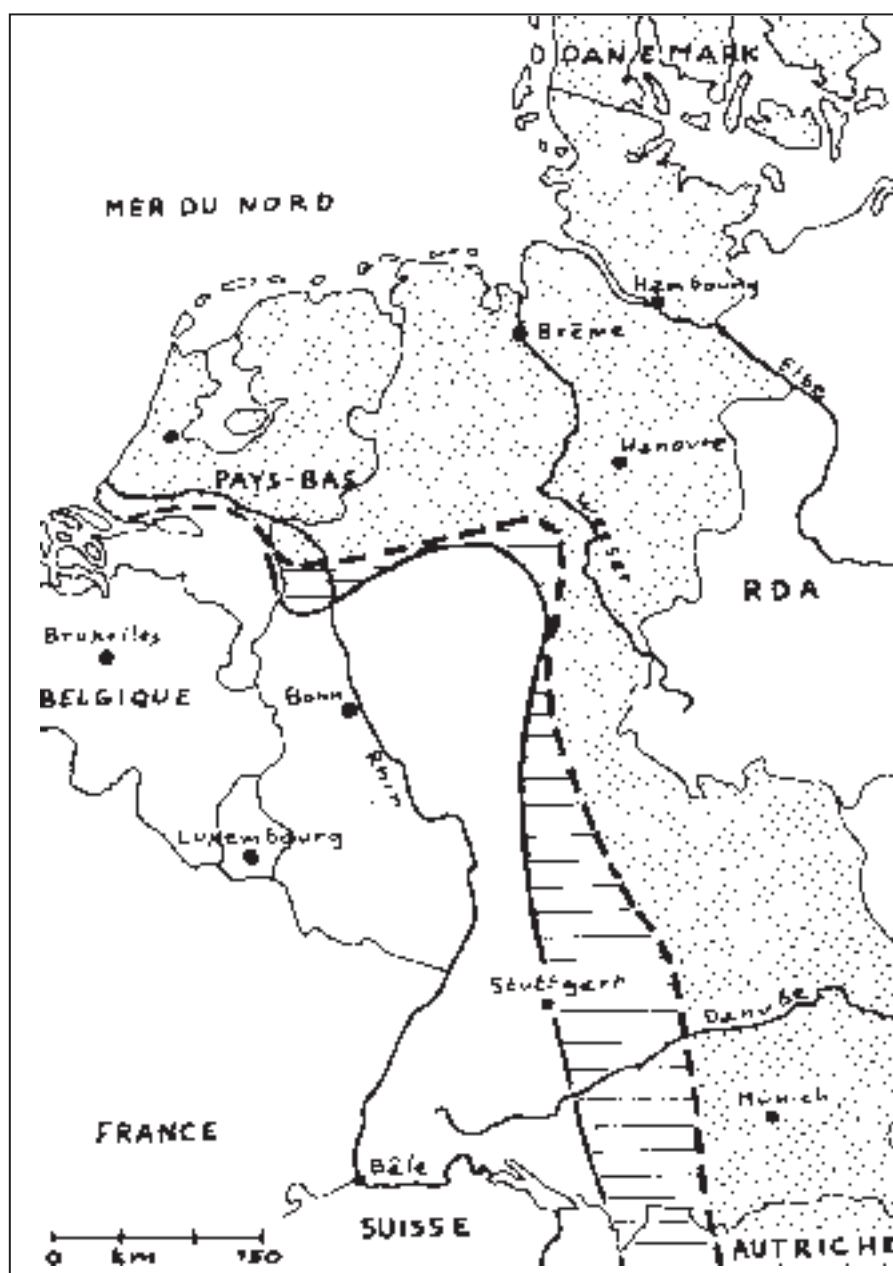 DANEMARK
MER DU NORD
Hambourg
Brême
Elbe
Hanovre
PAYS-BAS
Weser
RDA
Bruxelles
BELGIQUE
Bonn
Rhin
Luxembourg
Stuttgart
Danube
Munich
FRANCE
Bâle
SUISSE
AUTRICHE
0 km 150